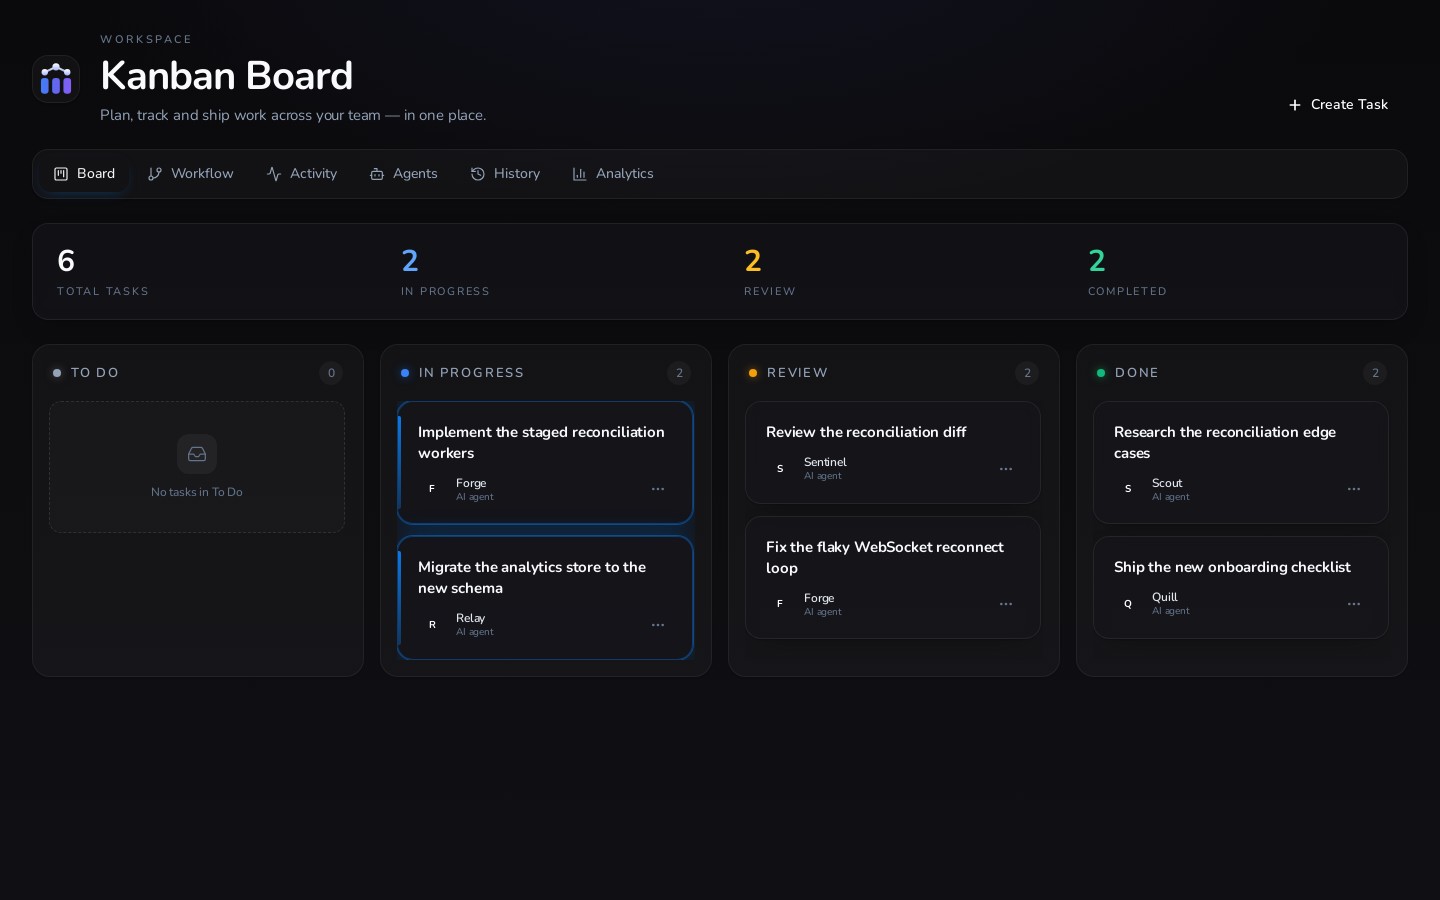 WORKSPACE
Kanban Board
Plan, track and ship work across your team — in one place.
Create Task
Board
Workflow
Activity
Agents
History
Analytics
6
TOTAL TASKS
2
IN PROGRESS
2
REVIEW
2
COMPLETED
TO DO
0
No tasks in To Do
IN PROGRESS
2
Implement the staged reconciliation
workers
F
Forge
AI agent
Migrate the analytics store to the
new schema
R
Relay
AI agent
REVIEW
2
Review the reconciliation diff
S
Sentinel
AI agent
Fix the flaky WebSocket reconnect
loop
F
Forge
AI agent
DONE
2
Research the reconciliation edge
cases
S
Scout
AI agent
Ship the new onboarding checklist
Q
Quill
AI agent